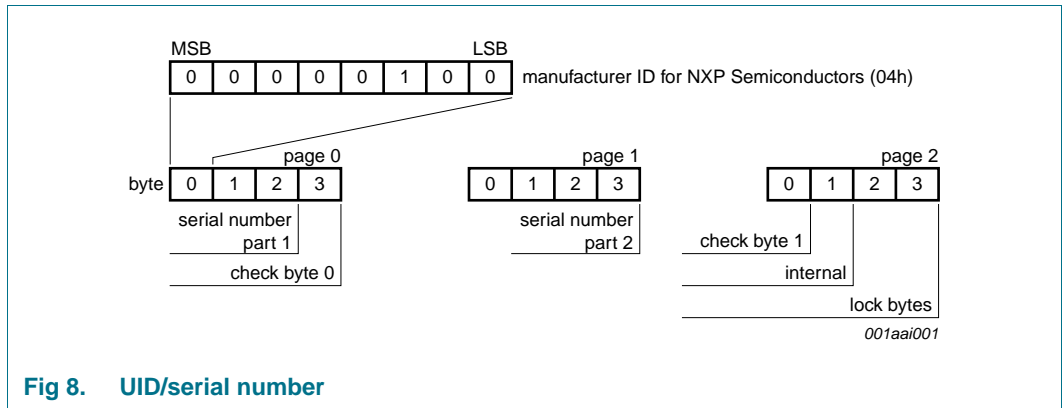 MSB LSB
0 0 0 0 0 1 0 0 manufacturer ID for NXP Semiconductors (04h)
page 0 page 1 page 2
byte 0 1 2 3 0 1 2 3 0 1 2 3
serial number
part 1
check byte 0
serial number
part 2
check byte 1
internal
lock bytes
001aai001
Fig 8. UID/serial number